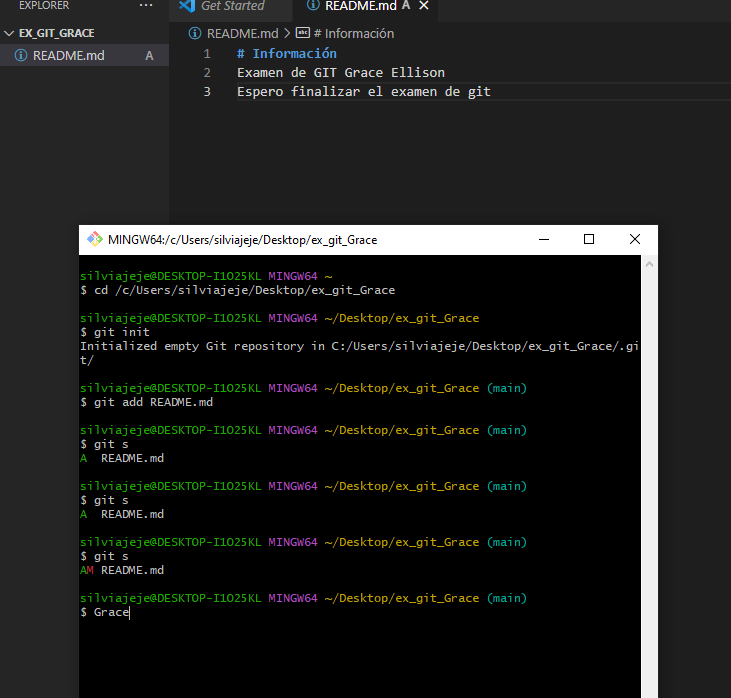 EXPLORER ···
Get Started
README.md A
EX_GIT_GRACE
README.md A
README.md > # Información
1 # Información
2 Examen de GIT Grace Ellison
3 Espero finalizar el examen de git
MINGW64:/c/Users/silviajeje/Desktop/ex_git_Grace
silviajeje@DESKTOP-I1O25KL MINGW64 ~
$ cd /c/Users/silviajeje/Desktop/ex_git_Grace
silviajeje@DESKTOP-I1O25KL MINGW64 ~/Desktop/ex_git_Grace
$ git init
Initialized empty Git repository in C:/Users/silviajeje/Desktop/ex_git_Grace/.gi
t/
silviajeje@DESKTOP-I1O25KL MINGW64 ~/Desktop/ex_git_Grace (main)
$ git add README.md
silviajeje@DESKTOP-I1O25KL MINGW64 ~/Desktop/ex_git_Grace (main)
$ git s
A  README.md
silviajeje@DESKTOP-I1O25KL MINGW64 ~/Desktop/ex_git_Grace (main)
$ git s
A  README.md
silviajeje@DESKTOP-I1O25KL MINGW64 ~/Desktop/ex_git_Grace (main)
$ git s
AM README.md
silviajeje@DESKTOP-I1O25KL MINGW64 ~/Desktop/ex_git_Grace (main)
$ Grace